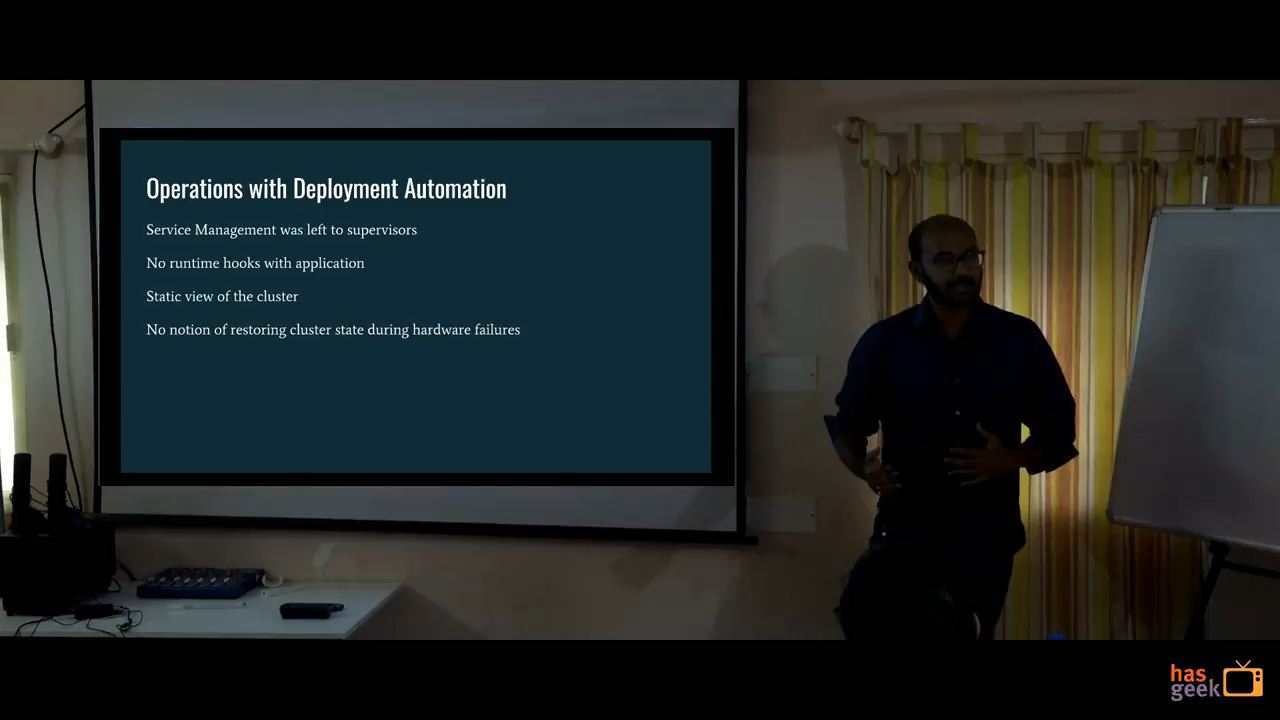 Operations with Deployment Automation
Service Management was left to supervisors
No runtime hooks with application
Static view of the cluster
No notion of restoring cluster state during hardware failures
has
geek